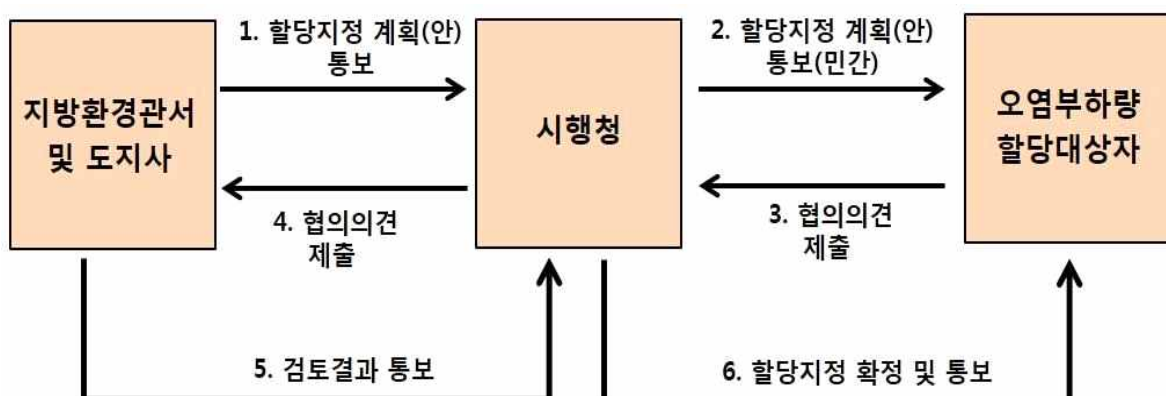 1. 할당지정 계획(안)
통보
2. 할당지정 계획(안)
통보(민간)
지방환경관서
및 도지사
시행청
오염부하량
할당대상자
4. 협의의견
제출
3. 협의의견
제출
5. 검토결과 통보
6. 할당지정 확정 및 통보